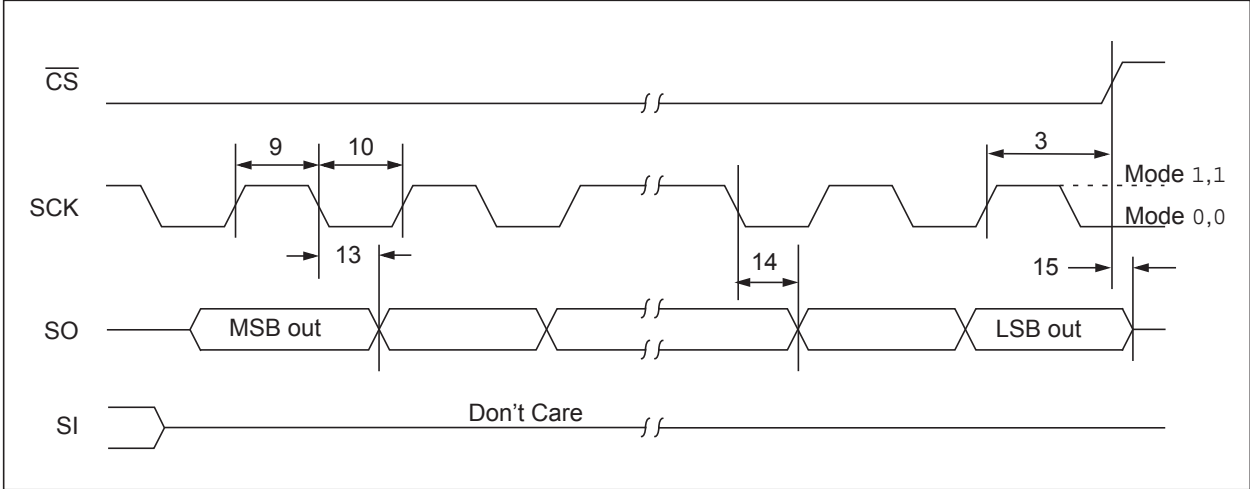 CS
9
10
3
SCK
Mode 1,1
Mode 0,0
13
14
15
SO
MSB out
LSB out
SI
Don't Care